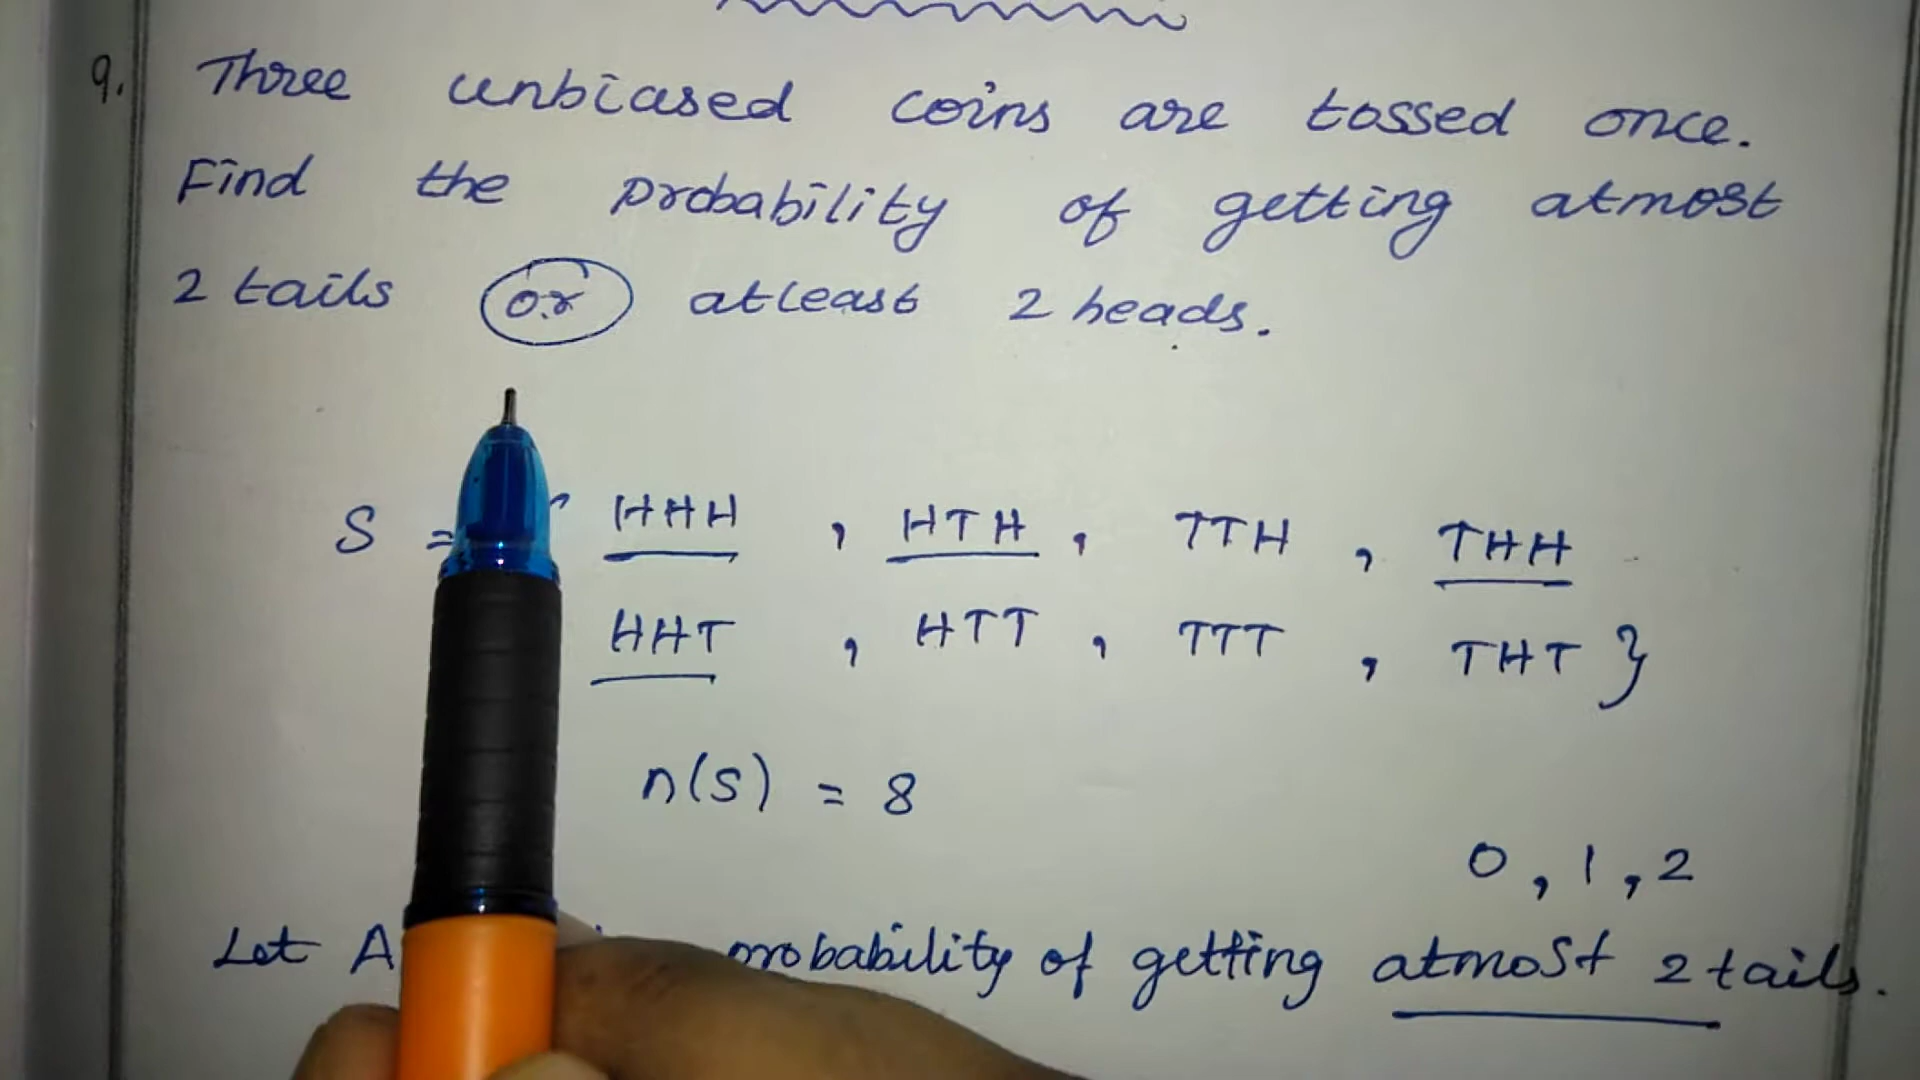 9. Three unbiased coins are tossed once.
Find the probability of getting atmost
2 tails or atleast 2 heads.
S = HHH , HTH , TTH , THH
HHT , HTT , TTT , THT }
n(S) = 8
0 , 1 , 2
Let A probability of getting atmost 2 tails.